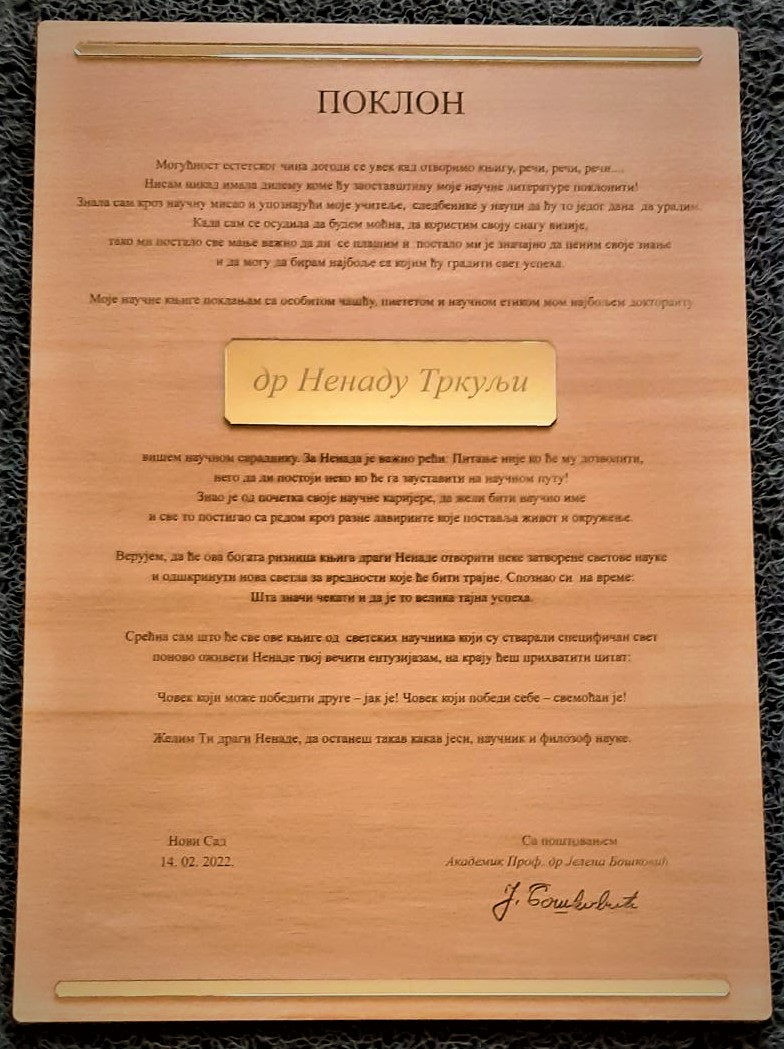 ПОКЛОН
Могућност естетског чина догоди се увек кад отворимо књигу, речи, речи, речи....
Нисам никад имала дилему коме ћу заоставштину моје научне литературе поклонити!
Знала сам кроз научну мисао и упознајући моје учитеље, следбенике у науци да ћу то једог дана да урадим.
Када сам се осудила да будем моћна, да користим своју снагу визије,
тако ми постало све мање важно да ли се плашим и постало ми је значајно да ценим своје знање
и да могу да бирам најбоље са којим ћу градити свет успеха.
Моје научне књиге поклањам са особитом чашћу, пиететом и научном етиком мом најбољем докторанту
др Ненаду Тркуљи
вишем научном сараднику. За Ненада је важно рећи: Питање није ко ће му дозволити,
него да ли постоји неко ко ће га зауставити на научном путу!
Знао је од почетка своје научне каријере, да жели бити научно име
и све то постигао са редом кроз разне лавиринте које поставља живот и окружење.
Верујем, да ће ова богата ризница књига драги Ненаде отворити неке затворене светове науке
и одшкринути нова светла за вредности које ће бити трајне. Спознао си на време:
Шта значи чекати и да је то велика тајна успеха.
Срећна сам што ће све ове књиге од светских научника који су стварали специфичан свет
поново оживети Ненаде твој вечити ентузијазам, на крају ћеш прихватити цитат:
Човек који може победити друге – јак је! Човек који победи себе – свемоћан је!
Желим Ти драги Ненаде, да останеш такав какав јеси, научник и филозоф науке.
Нови Сад
14. 02. 2022.
Са поштовањем
Академик Проф. др Јелена Бошковић
Ј. Бошковић